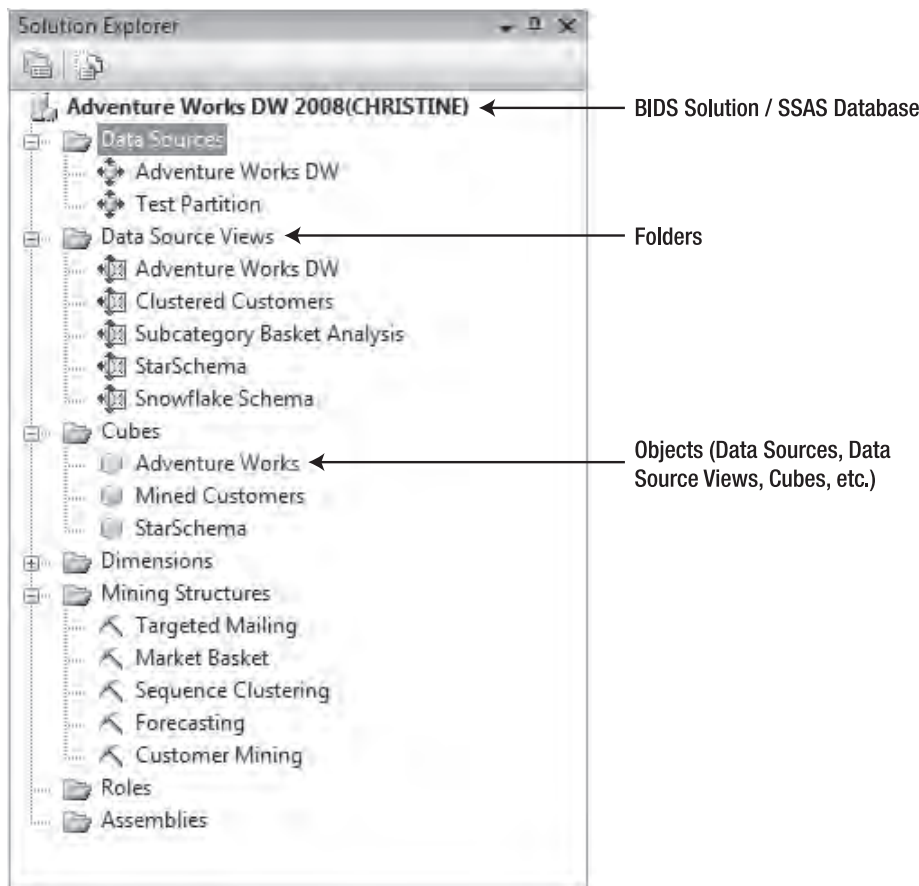 Solution Explorer
Adventure Works DW 2008(CHRISTINE)
BIDS Solution / SSAS Database
Data Sources
Adventure Works DW
Test Partition
Data Source Views
Folders
Adventure Works DW
Clustered Customers
Subcategory Basket Analysis
StarSchema
Snowflake Schema
Cubes
Adventure Works
Objects (Data Sources, Data
Source Views, Cubes, etc.)
Mined Customers
StarSchema
Dimensions
Mining Structures
Targeted Mailing
Market Basket
Sequence Clustering
Forecasting
Customer Mining
Roles
Assemblies